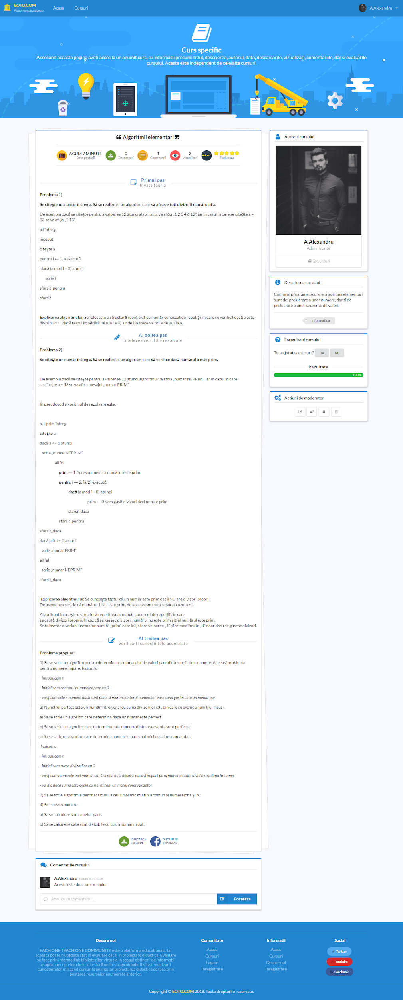 EOTO.COM
Platforma educationala
Acasa
Cursuri
A.Alexandru
Curs specific
Accesand aceasta pagina aveti acces la un anumit curs, cu informatii precum: titlul, descrierea, autorul, data, descarcarile, vizualizari, comentariile, dar si evaluarile
cursului. Acesta este independent de celelalte cursuri.
Algoritmii elementari
ACUM 7 MINUTE
Data postarii
0
Descarcari
1
Comentarii
3
Vizualizari
Evalueaza
Primul pas
Invata teoria
Problema 1)
Se citeşte un număr întreg a. Să se realizeze un algoritm care să afiseze toti divizorii numărului a.
De exemplu dacă se citeşte pentru a valoarea 12 atunci algoritmul va afişa „1 2 3 4 6 12”, iar în cazul în care se citeşte a =
13 se va afişa „1 13”.
a,i întreg
inceput
citeşte a
pentru i ← 1, a execută
dacă (a mod i = 0) atunci
scrie i
sfarsit_pentru
sfarsit
Explicarea algoritmului: Se foloseste o structură repetitivă cu număr cunoscut de repetiţii, în care se verifică dacă a este
divizibil cu i (dacă restul împărţirii lui a la i = 0), unde i ia toate valorile de la 1 la a.
Al doilea pas
Intelege exercitiile rezolvate
Problema 2)
Se citeşte un număr întreg a. Să se realizeze un algoritm care să verifice dacă numărul a este prim.
De exemplu dacă se citeşte pentru a valoarea 12 atunci algoritmul va afişa „numar NEPRIM”, iar în cazul în care
se citeşte a = 13 se va afişa mesajul „numar PRIM”.
În pseudocod algoritmul de rezolvare este:
a, i, prim întreg
citeşte a
dacă a <= 1 atunci
scrie „numar NEPRIM”
altfel
prim ← 1 //presupunem ca numărul este prim
pentru i ← 2, [a/2] execută
dacă (a mod i = 0) atunci
prim ← 0 //am găsit divizori deci nr nu e prim
sfarsit daca
sfarsit_pentru
sfarsit_daca
dacă prim = 1 atunci
scrie „numar PRIM”
altfel
scrie „numar NEPRIM”
sfarsit_daca
Explicarea algoritmului: Se cunoaşte faptul că un număr este prim dacă NU are divizori proprii.
De asemenea se ştie că numărul 1 NU este prim, de aceea vom trata separat cazul a=1.
Algoritmul foloseşte o structură repetitivă cu număr cunoscut de repetiţii, în care
se caută divizori proprii. În caz că se gasesc divizori, numărul nu este prim altfel numărul este prim.
Se foloseste o variabilăsemafor numită „prim” care iniţial are valoarea „1” şi se modifică în „0” doar dacă se găsesc divizori.
Al treilea pas
Verifica-ti cunostintele acumulate
Probleme propuse:
1) Sa se scrie un algoritm pentru determinarea numarului de valori pare dintr-un sir de n numere. Aceeasi problema
pentru numere impare. Indicatie:
- introducem n
- initializam contorul numarelor pare cu 0
- verificam cele n numere daca sunt pare, si marim contorul numerelor pare cand gasim cate un numar par
2) Numărul perfect este un număr întreg egal cu suma divizorilor săi, din care se exclude numărul însusi.
a) Sa se scrie un algoritm care determina daca un numar este perfect.
b) Sa se scrie un algoritm care determina cate numere dintr-o secventa sunt perfecte.
c) Sa se scrie un algoritm care determina numerele pare mai mici decat un numar dat.
Indicatie:
- introducem n
- initializam suma divizorilor cu 0
- verificam numerele mai mari decat 1 si mai mici decat n daca il impart pe n; numerele care divid n se aduna la suma;
- verific daca suma este egala cu n si afisam un mesaj corespunzator
3) Sa se scrie algoritmul pentru calculul a celui mai mic multiplu comun al numerelor a şi b.
4) Se citesc n numere.
a) Sa se calculeze suma nr.-lor pare.
b) Sa se calculeze cate sunt divizibile cu cu un numar m dat.
DESCARCA
Fisier PDF
DISTRIBUIE
Facebook
Comentariile cursului
A.Alexandru Acum 6 minute
Acesta este doar un exemplu.
Adauga un comentariu...
Posteaza
Autorul cursului
A.Alexandru
Administator
2 Cursuri
Descrierea cursului
Conform programei scolare, algoritmii elementari
sunt de: prelucrare a unor numere, dar si de
prelucrare a unor secvente de valori.
Informatica
Formularul cursului
Te-a ajutat acest curs? DA NU
Rezultate
100%
Actiuni de moderator
Despre noi
EACH ONE TEACH ONE COMMUNITY este o platforma educationala, iar
aceasta poate fi utilizata atat in evaluare cat si in proiectare didactica. Evaluare
se face prin intermediul: bibliotecilor virtuale in scopul obtinerii de informatii
asupra conceptelor cheie, a testarii online, a aprofundarii si sistematizarii
cunostintelor utilizand cursurile online; iar proiectarea didactica se face prin
postarea resurselor enumerate anterior.
Comunitate
Acasa
Cursuri
Logare
Inregistrare
Informatii
Acasa
Cursuri
Despre noi
Inregistrare
Social
Twitter
Youtube
Facebook
Copyright © EOTO.COM 2018. Toate drepturile rezervate.